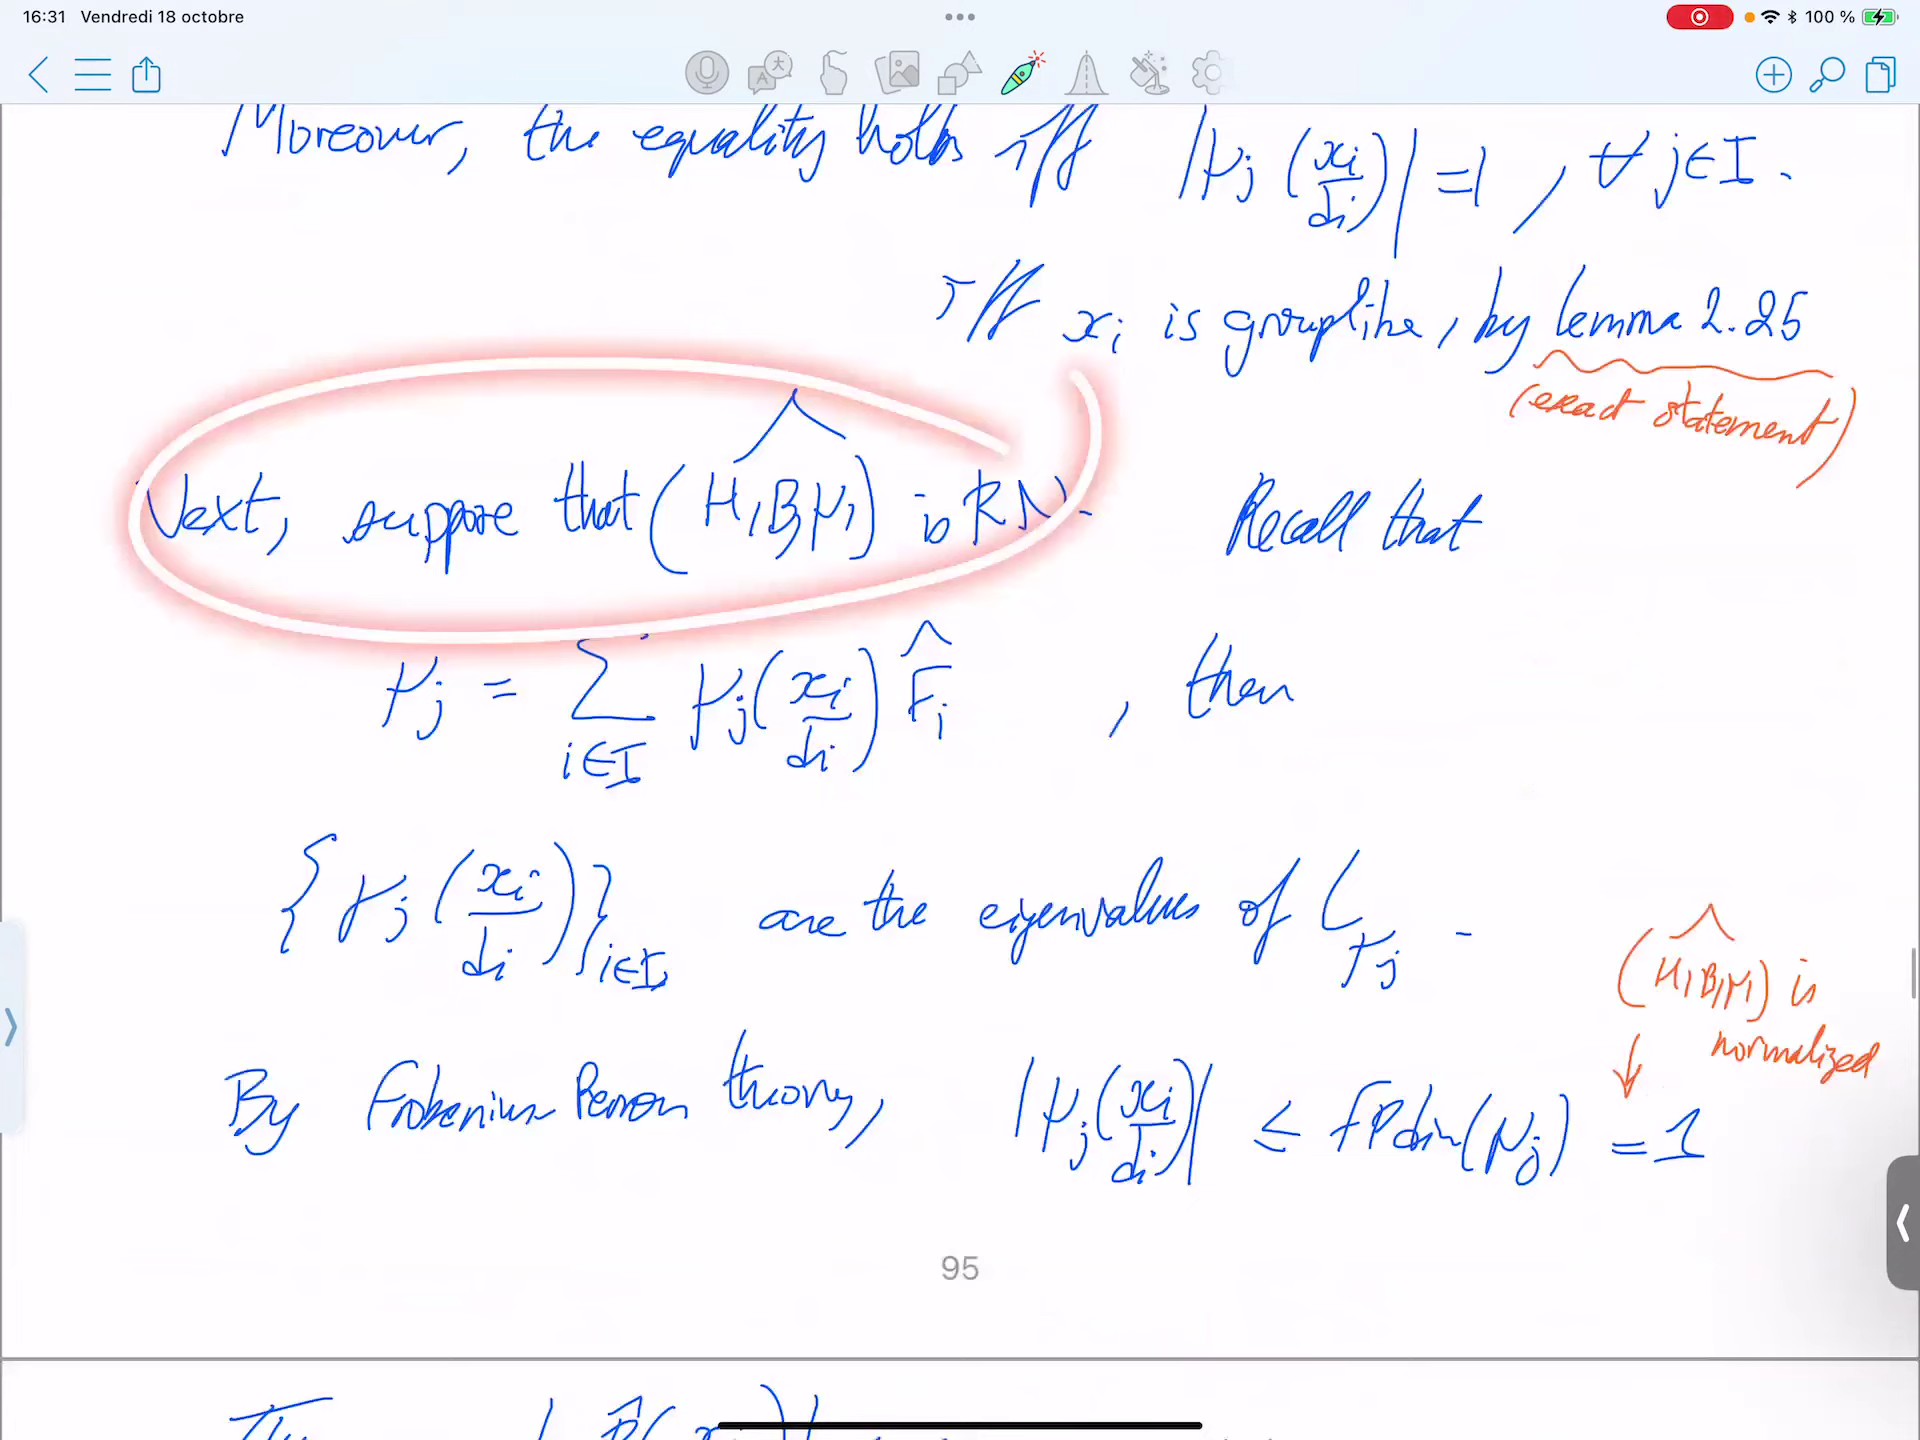 16:31 Vendredi 18 octobre
100 %
Moreover, the equality holds iff |μj (xi/di)| = 1, ∀ j∈I.
iff xi is grouplike, by lemma 2.25
(exact statement)
Next, suppose that (H,B,μ)^ is RN. Recall that
μj = Σ i∈I μj(xi/di) F̂i , then
{μj (xi/di)} i∈I are the eigenvalues of Lμj.
(H,B,μ)^ is
normalized
By Frobenius-Perron theory, |μj(xi/di)| ≤ FPdim(μj) = 1
95